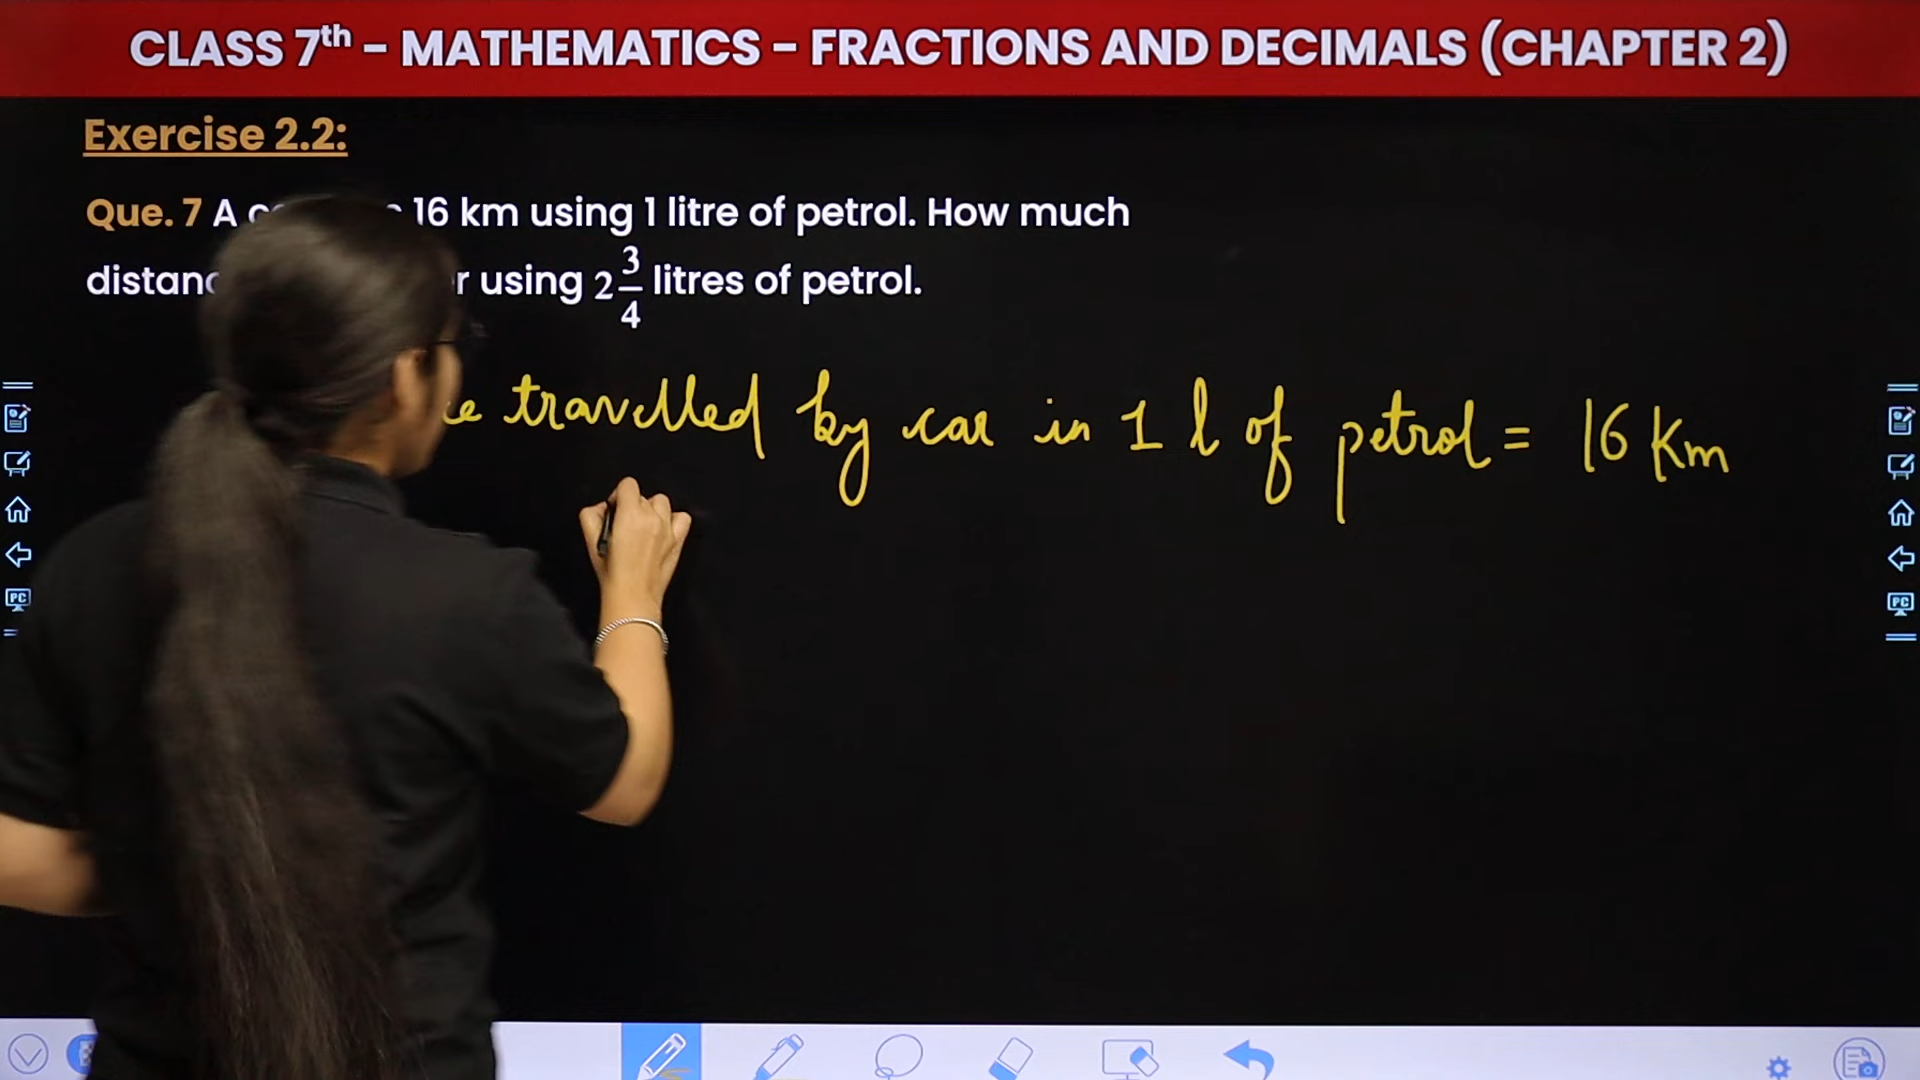 CLASS 7th – MATHEMATICS – FRACTIONS AND DECIMALS (CHAPTER 2)
Exercise 2.2:
Que. 7 A 16 km using 1 litre of petrol. How much
using 2 3/4 litres of petrol.
travelled by car in 1 l of petrol = 16 Km
PC
PC